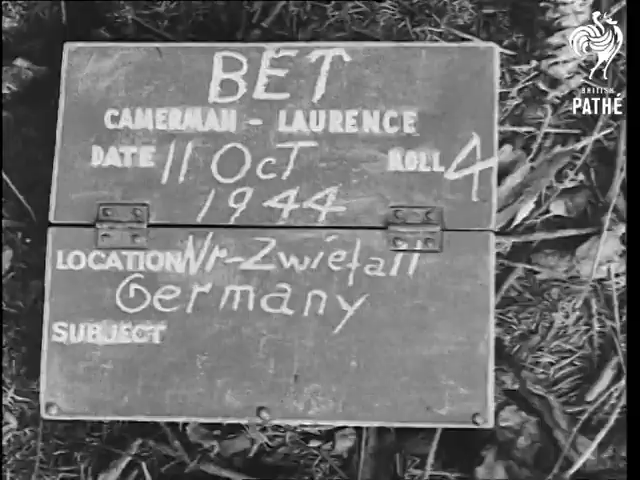 BET
CAMERMAN - LAURENCE
DATE 11 OCT ROLL 4
1944
LOCATION Nr-Zwiefall
Germany
SUBJECT
BRITISH
PATHÉ